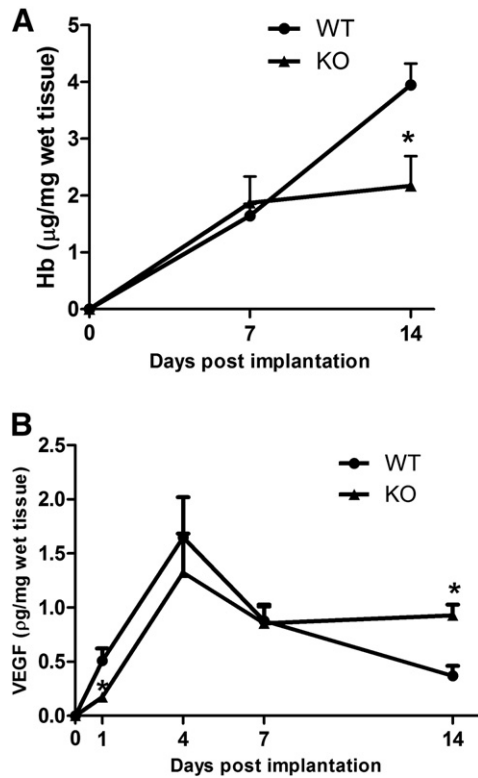 A
WT
KO
Hb (μg/mg wet tissue)
5
4
3
2
1
0
*
0 7 14
Days post implantation
B
WT
KO
VEGF (ρg/mg wet tissue)
2.5
2.0
1.5
1.0
0.5
0.0
*
*
0 1 4 7 14
Days post implantation